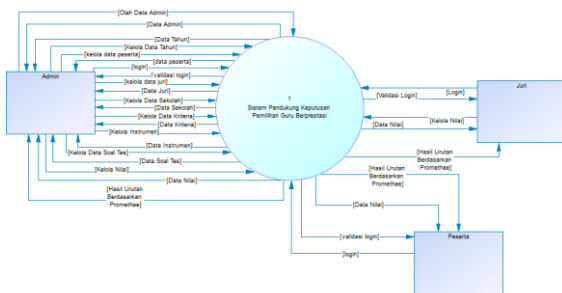 [Olah Data Admin]
[Data Admin]
[Data Tahun]
[Kalola Data Tahun]
[kelola data peserta]
[data peserta]
[login]
[validasi login]
[kelola data juri]
[Data Juri]
[Kelola Data Sekolah]
[Data Sekolah]
[Kelola Data Kriteria]
[Data Kriteria]
[Kelola Instrumen]
[Data Instrumen]
[Kelola Data Soal Tes]
[Data Soal Tes]
[Kelola Nilai]
[Data Nilai]
[Hasil Urutan
Berdasarkan
Promethee]
Admin
1
Sistem Pendukung Keputusan
Pemilihan Guru Berprestasi
Juri
[Login]
[Validasi Login]
[Kelola Nilai]
[Data Nilai]
[Hasil Urutan
Berdasarkan
Promethee]
[Hasil Urutan
Berdasarkan
Promethee]
[Data Nilai]
[validasi login]
[login]
Peserta